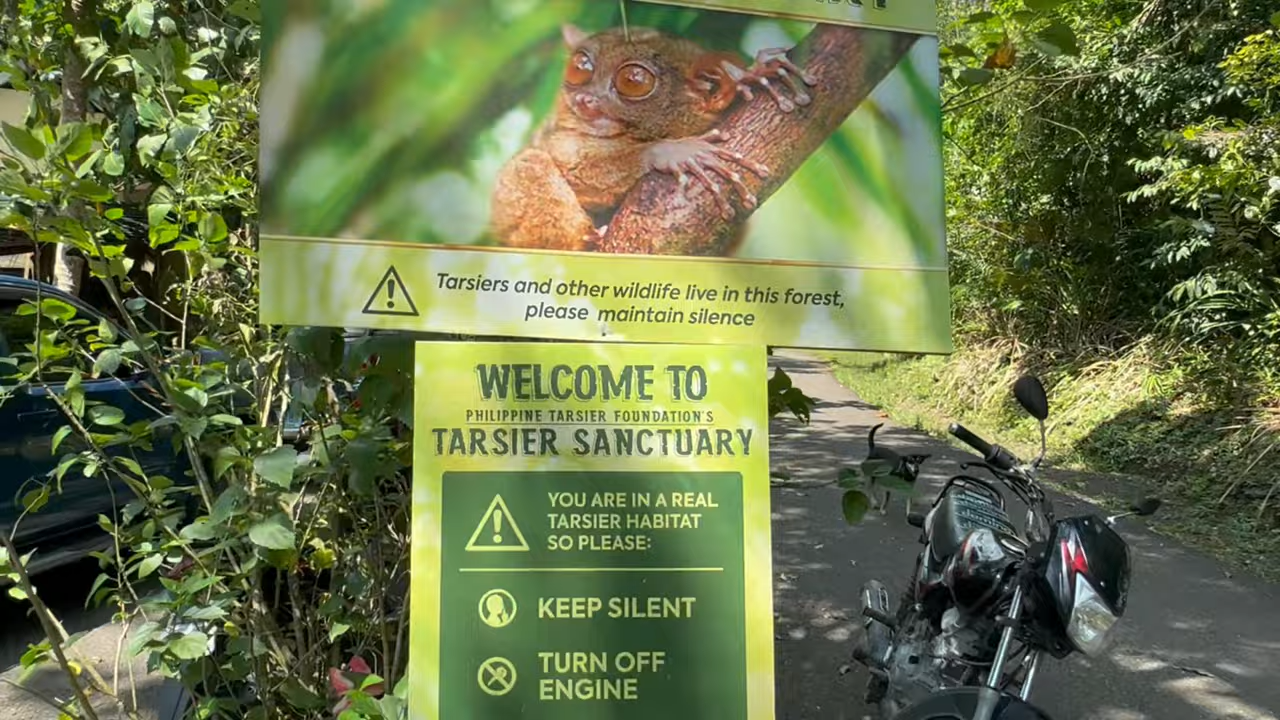 Tarsiers and other wildlife live in this forest,
please maintain silence
WELCOME TO
PHILIPPINE TARSIER FOUNDATION'S
TARSIER SANCTUARY
YOU ARE IN A REAL
TARSIER HABITAT
SO PLEASE:
KEEP SILENT
TURN OFF
ENGINE